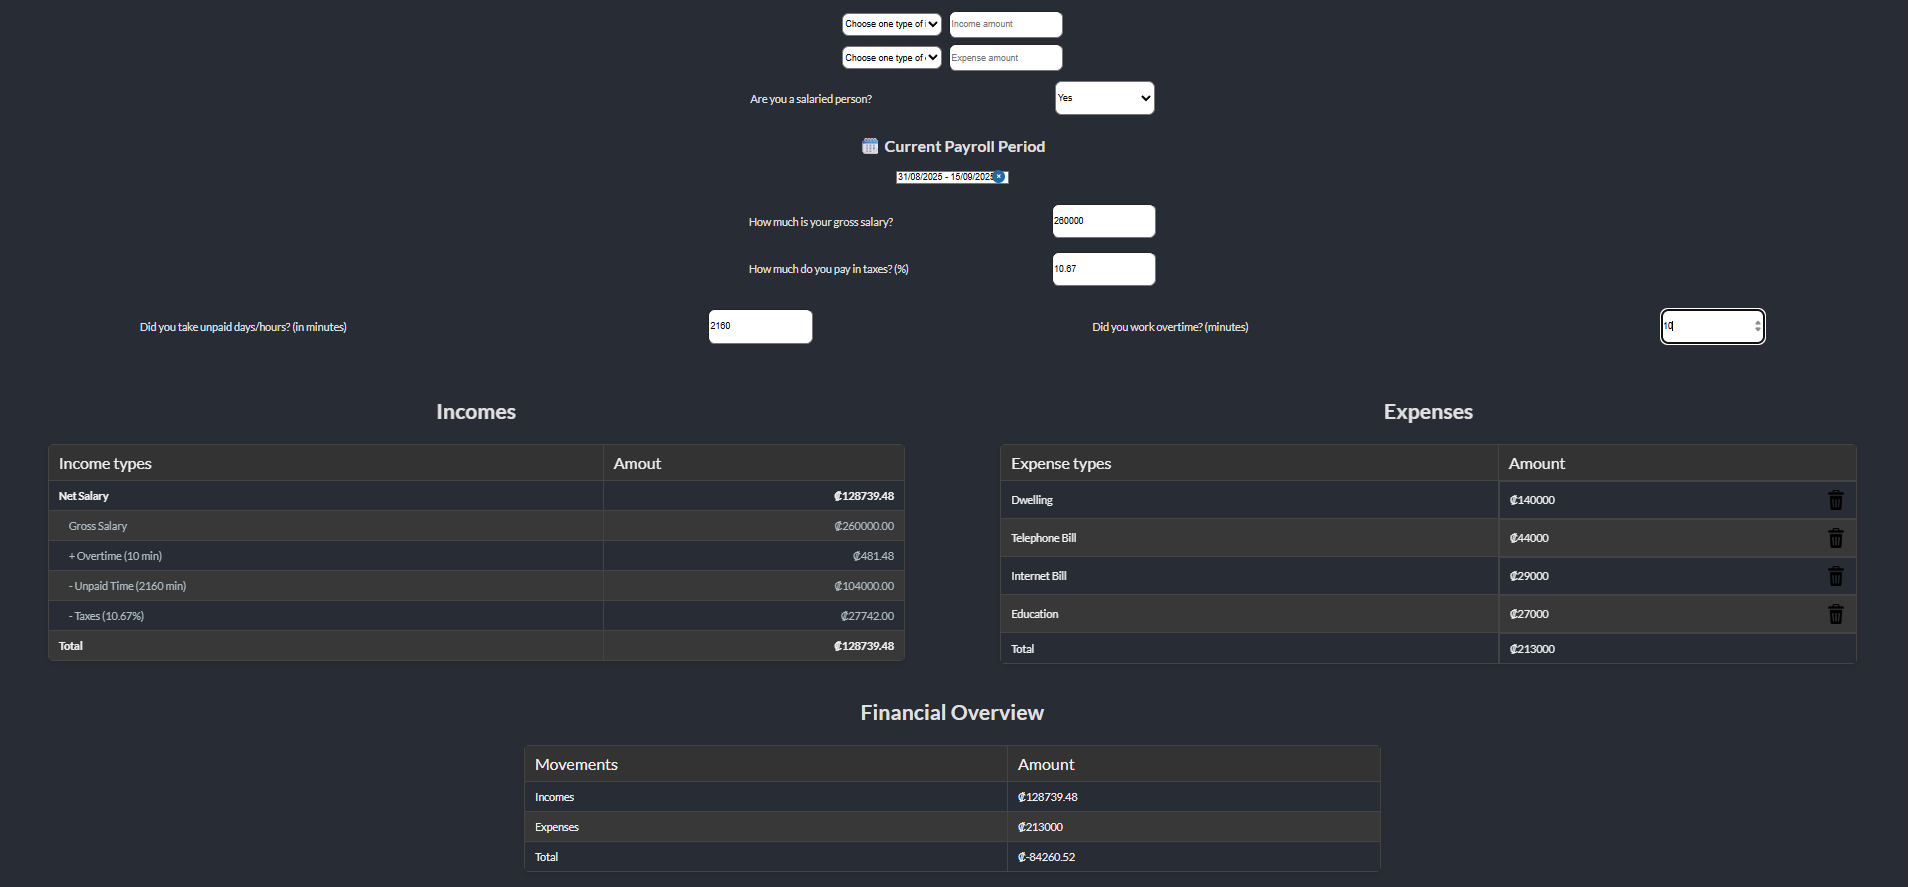 Choose one type of i
Income amount
Choose one type of
Expense amount
Are you a salaried person?
Yes
Current Payroll Period
31/08/2025 - 15/09/2025
How much is your gross salary?
260000
How much do you pay in taxes? (%)
10.67
Did you take unpaid days/hours? (in minutes)
2160
Did you work overtime? (minutes)
10
Incomes
Income types Amout
Net Salary ₡128739.48
Gross Salary ₡260000.00
+ Overtime (10 min) ₡481.48
- Unpaid Time (2160 min) ₡104000.00
- Taxes (10.67%) ₡27742.00
Total ₡128739.48
Expenses
Expense types Amount
Dwelling ₡140000
Telephone Bill ₡44000
Internet Bill ₡29000
Education ₡27000
Total ₡213000
Financial Overview
Movements Amount
Incomes ₡128739.48
Expenses ₡213000
Total ₡-84260.52